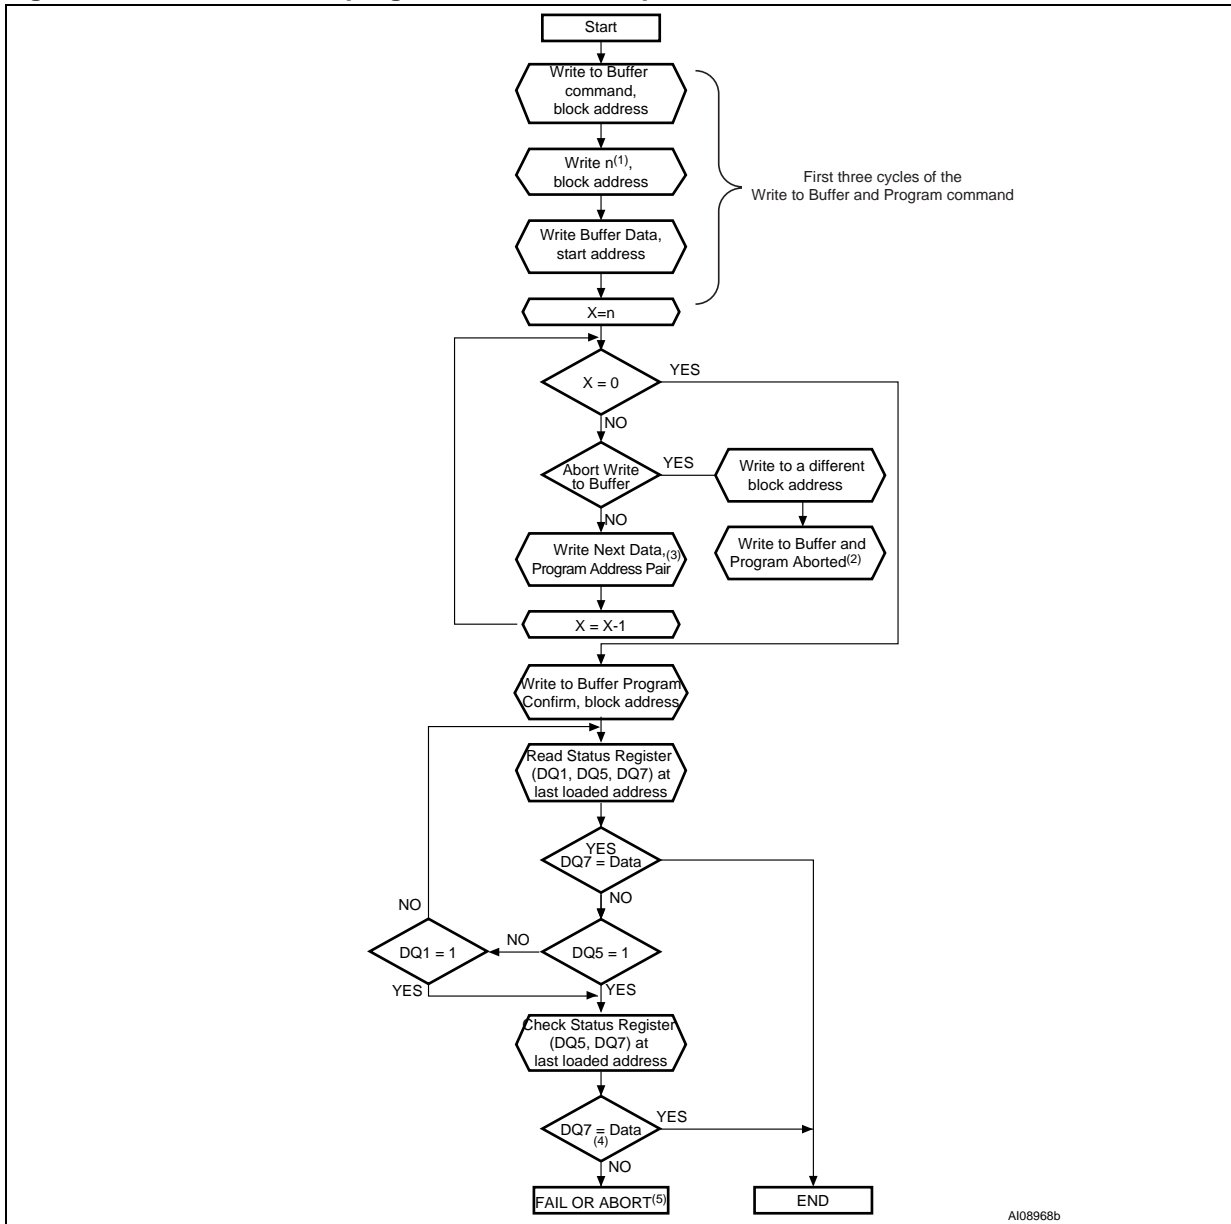 Start
Write to Buffer
command,
block address
Write n(1),
block address
First three cycles of the
Write to Buffer and Program command
Write Buffer Data,
start address
X=n
X = 0
YES
NO
Abort Write
to Buffer
YES
Write to a different
block address
NO
Write Next Data,(3)
Program Address Pair
Write to Buffer and
Program Aborted(2)
X = X-1
Write to Buffer Program
Confirm, block address
Read Status Register
(DQ1, DQ5, DQ7) at
last loaded address
YES
DQ7 = Data
NO
NO
DQ1 = 1
NO
DQ5 = 1
YES
YES
Check Status Register
(DQ5, DQ7) at
last loaded address
DQ7 = Data
(4)
YES
NO
FAIL OR ABORT(5)
END
AI08968b